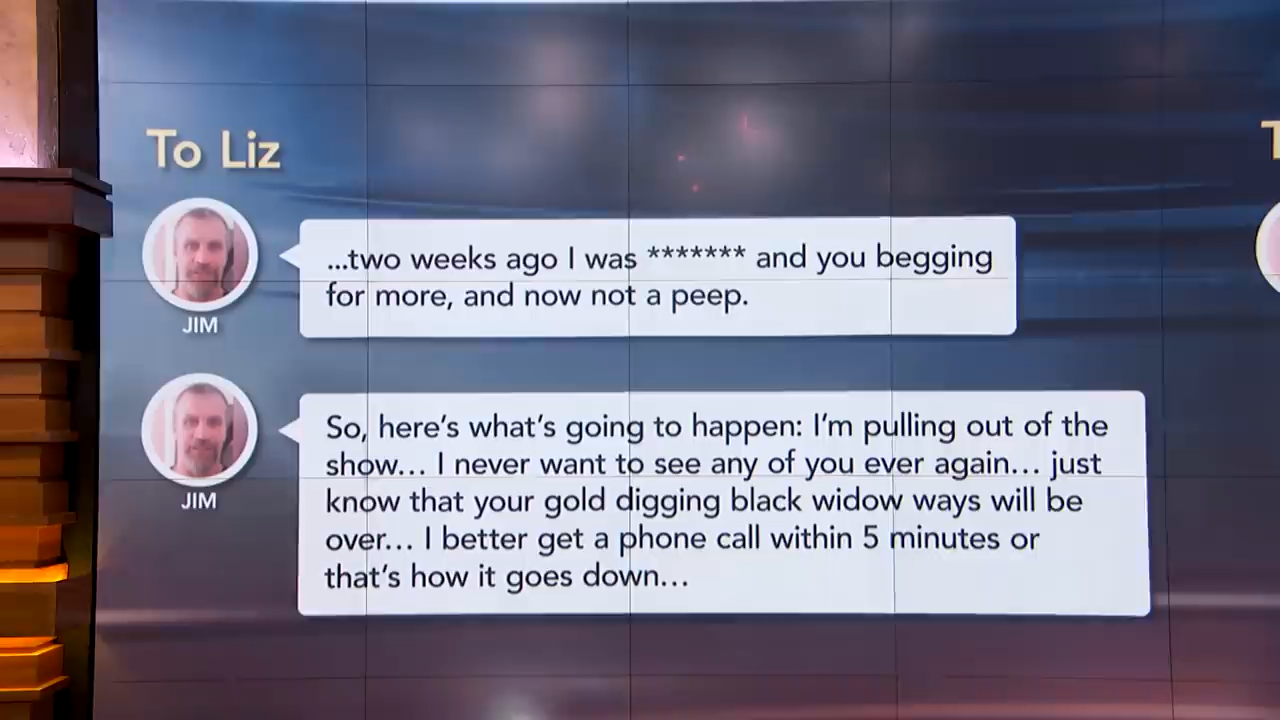 To Liz
...two weeks ago I was ******* and you begging
for more, and now not a peep.
JIM
So, here's what's going to happen: I'm pulling out of the
show... I never want to see any of you ever again... just
know that your gold digging black widow ways will be
over... I better get a phone call within 5 minutes or
that's how it goes down...
JIM